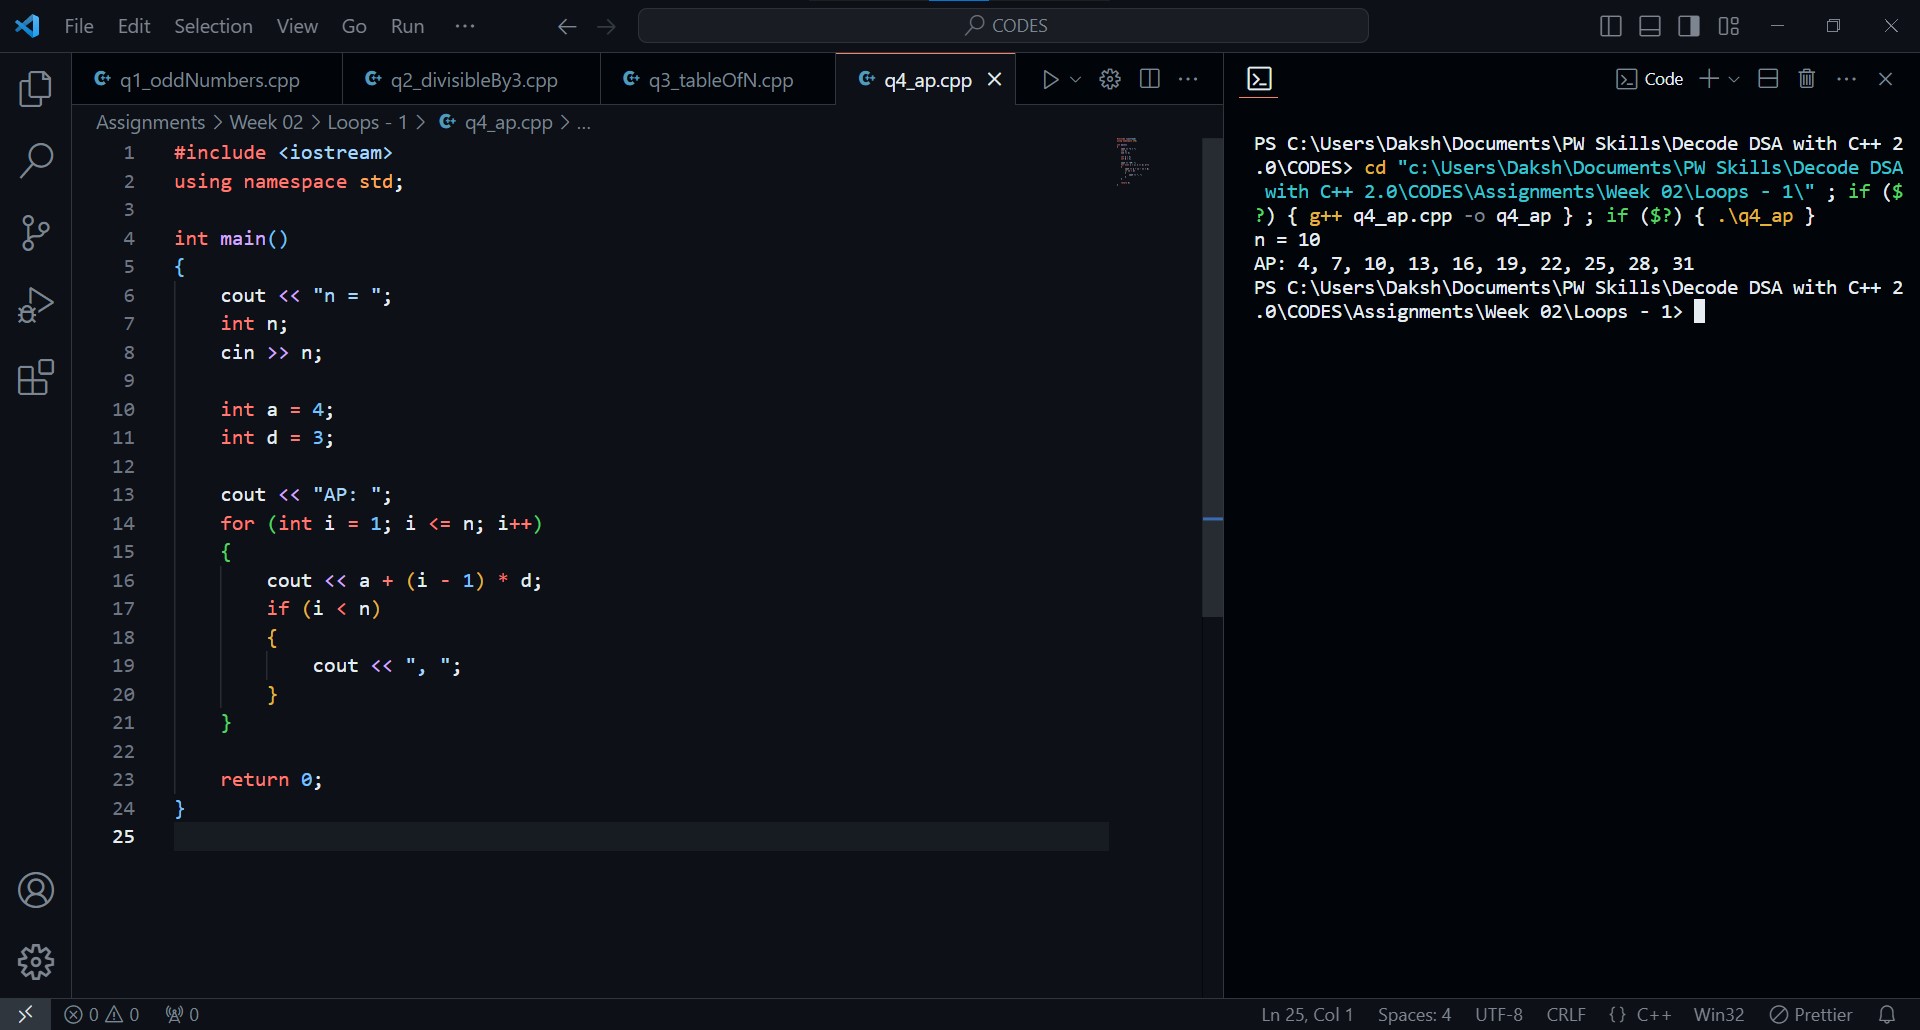 File Edit Selection View Go Run ··· CODES
q1_oddNumbers.cpp q2_divisibleBy3.cpp q3_tableOfN.cpp q4_ap.cpp
Assignments > Week 02 > Loops - 1 > q4_ap.cpp > ...
1 #include <iostream>
2 using namespace std;
3
4 int main()
5 {
6 cout << "n = ";
7 int n;
8 cin >> n;
9
10 int a = 4;
11 int d = 3;
12
13 cout << "AP: ";
14 for (int i = 1; i <= n; i++)
15 {
16 cout << a + (i - 1) * d;
17 if (i < n)
18 {
19 cout << ", ";
20 }
21 }
22
23 return 0;
24 }
25
Code
PS C:\Users\Daksh\Documents\PW Skills\Decode DSA with C++ 2
.0\CODES> cd "c:\Users\Daksh\Documents\PW Skills\Decode DSA
with C++ 2.0\CODES\Assignments\Week 02\Loops - 1\" ; if ($
?) { g++ q4_ap.cpp -o q4_ap } ; if ($?) { .\q4_ap }
n = 10
AP: 4, 7, 10, 13, 16, 19, 22, 25, 28, 31
PS C:\Users\Daksh\Documents\PW Skills\Decode DSA with C++ 2
.0\CODES\Assignments\Week 02\Loops - 1>
0 0 0 Ln 25, Col 1 Spaces: 4 UTF-8 CRLF {} C++ Win32 Prettier